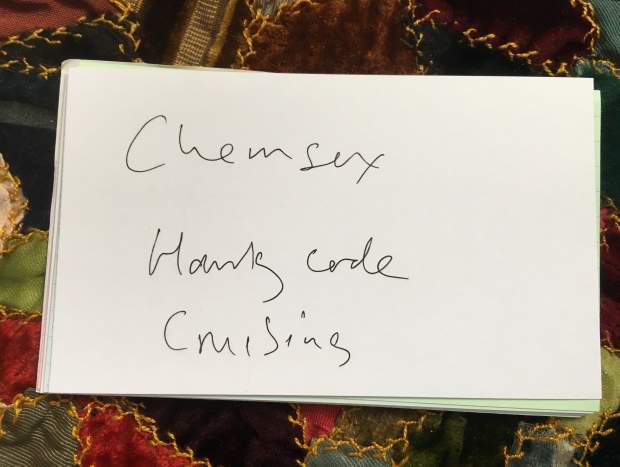 Chemsex
Hanky code
Cruising